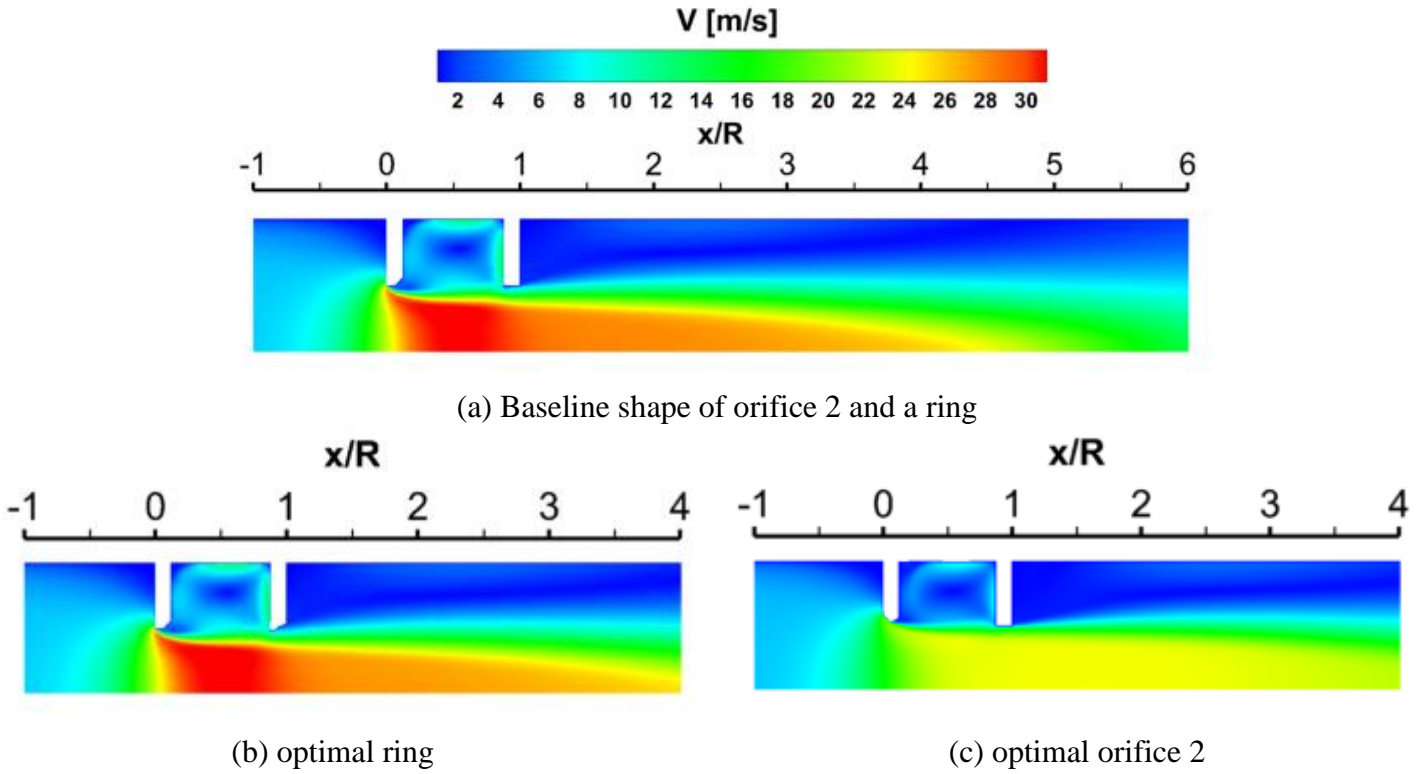 V [m/s]
2 4 6 8 10 12 14 16 18 20 22 24 26 28 30
x/R
-1 0 1 2 3 4 5 6
(a) Baseline shape of orifice 2 and a ring
x/R x/R
-1 0 1 2 3 4 -1 0 1 2 3 4
(b) optimal ring (c) optimal orifice 2